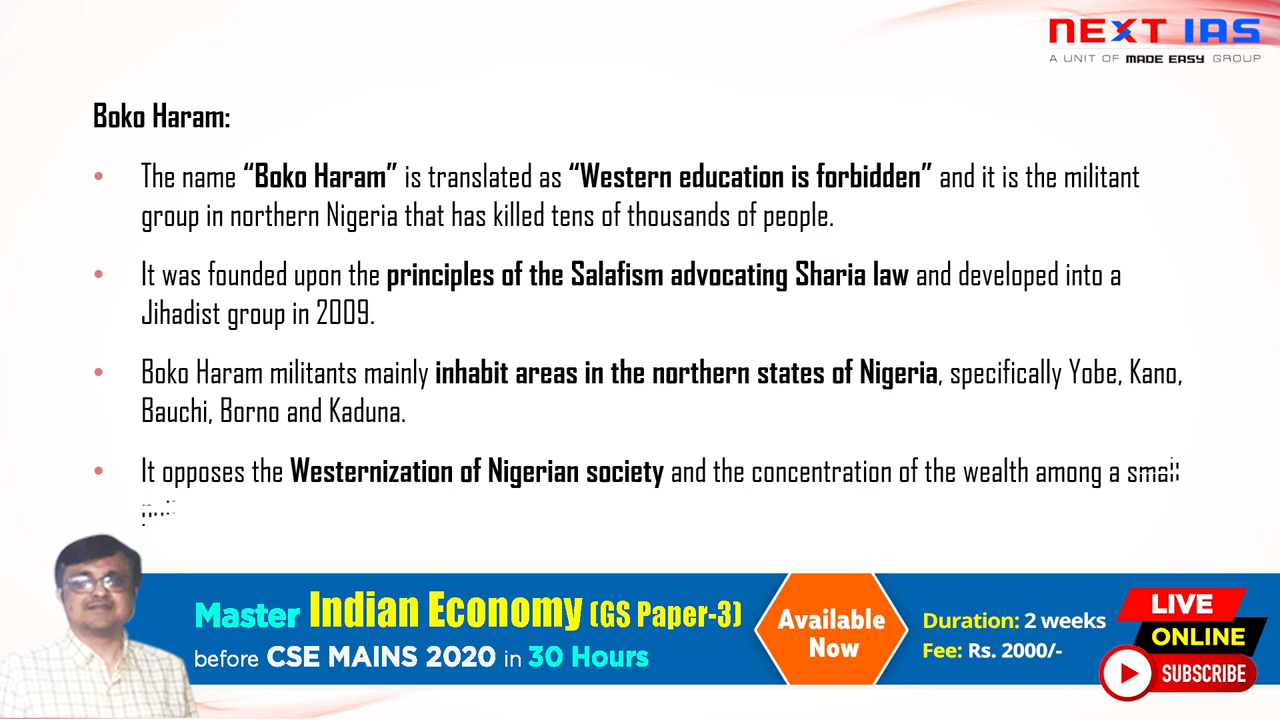 NEXT IAS
A UNIT OF MADE EASY GROUP
Boko Haram:
• The name “Boko Haram” is translated as “Western education is forbidden” and it is the militant
group in northern Nigeria that has killed tens of thousands of people.
• It was founded upon the principles of the Salafism advocating Sharia law and developed into a
Jihadist group in 2009.
• Boko Haram militants mainly inhabit areas in the northern states of Nigeria, specifically Yobe, Kano,
Bauchi, Borno and Kaduna.
• It opposes the Westernization of Nigerian society and the concentration of the wealth among a small
Master Indian Economy (GS Paper-3)
before CSE MAINS 2020 in 30 Hours
Available
Now
Duration: 2 weeks
Fee: Rs. 2000/-
LIVE
ONLINE
SUBSCRIBE